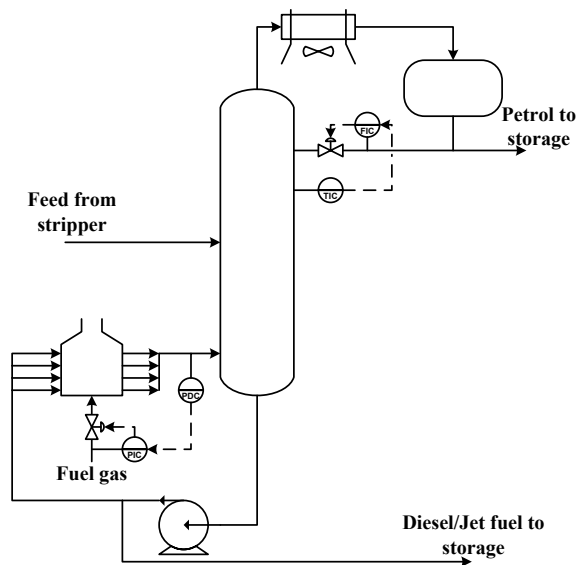 Petrol to
storage
FIC
TIC
Feed from
stripper
PDC
PIC
Fuel gas
Diesel/Jet fuel to
storage